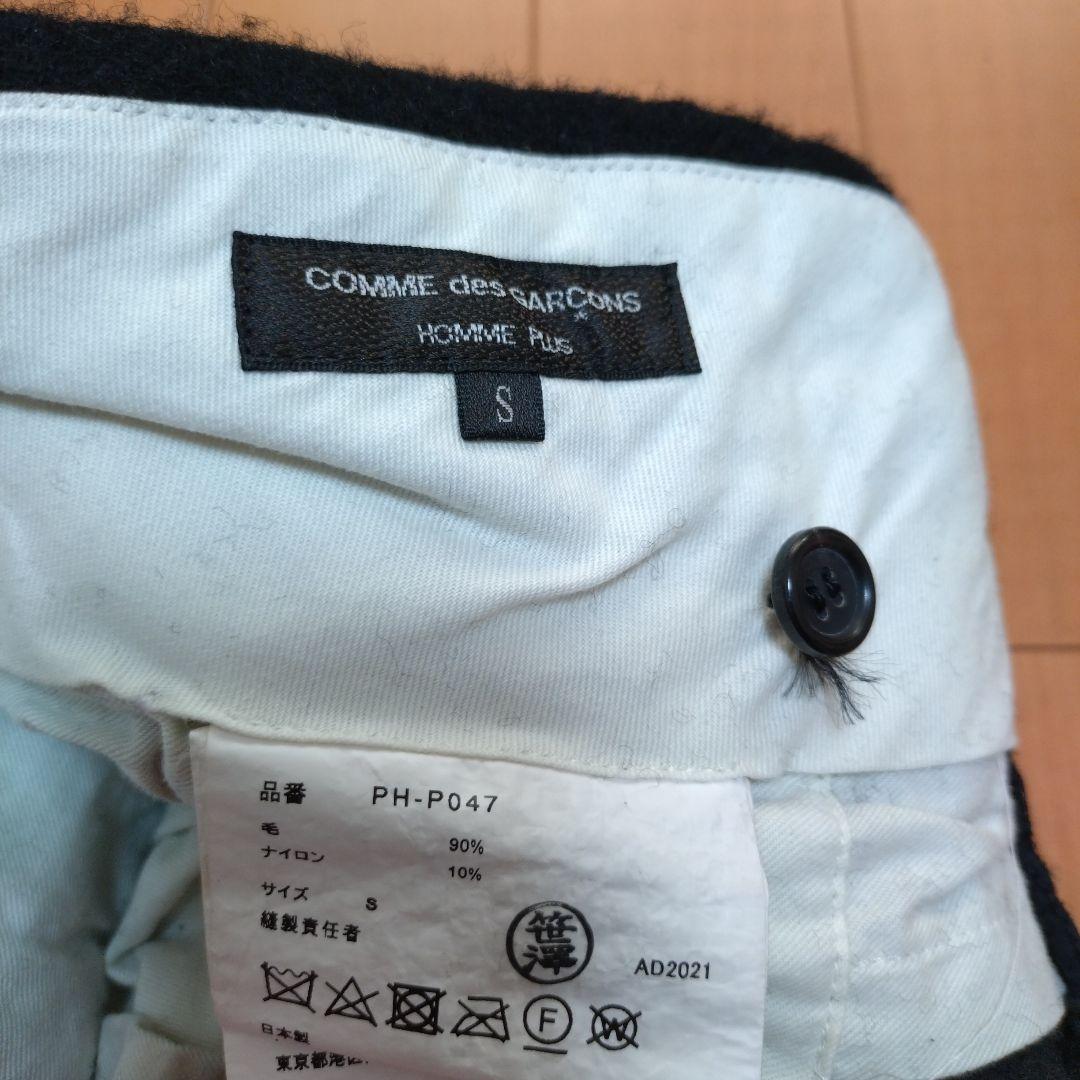 COMME des GARÇONS
HOMME PLUS
S
品番 PH-P047
毛 90%
ナイロン 10%
サイズ S
縫製責任者
笹澤
AD2021
F
W
日本製
東京都港区